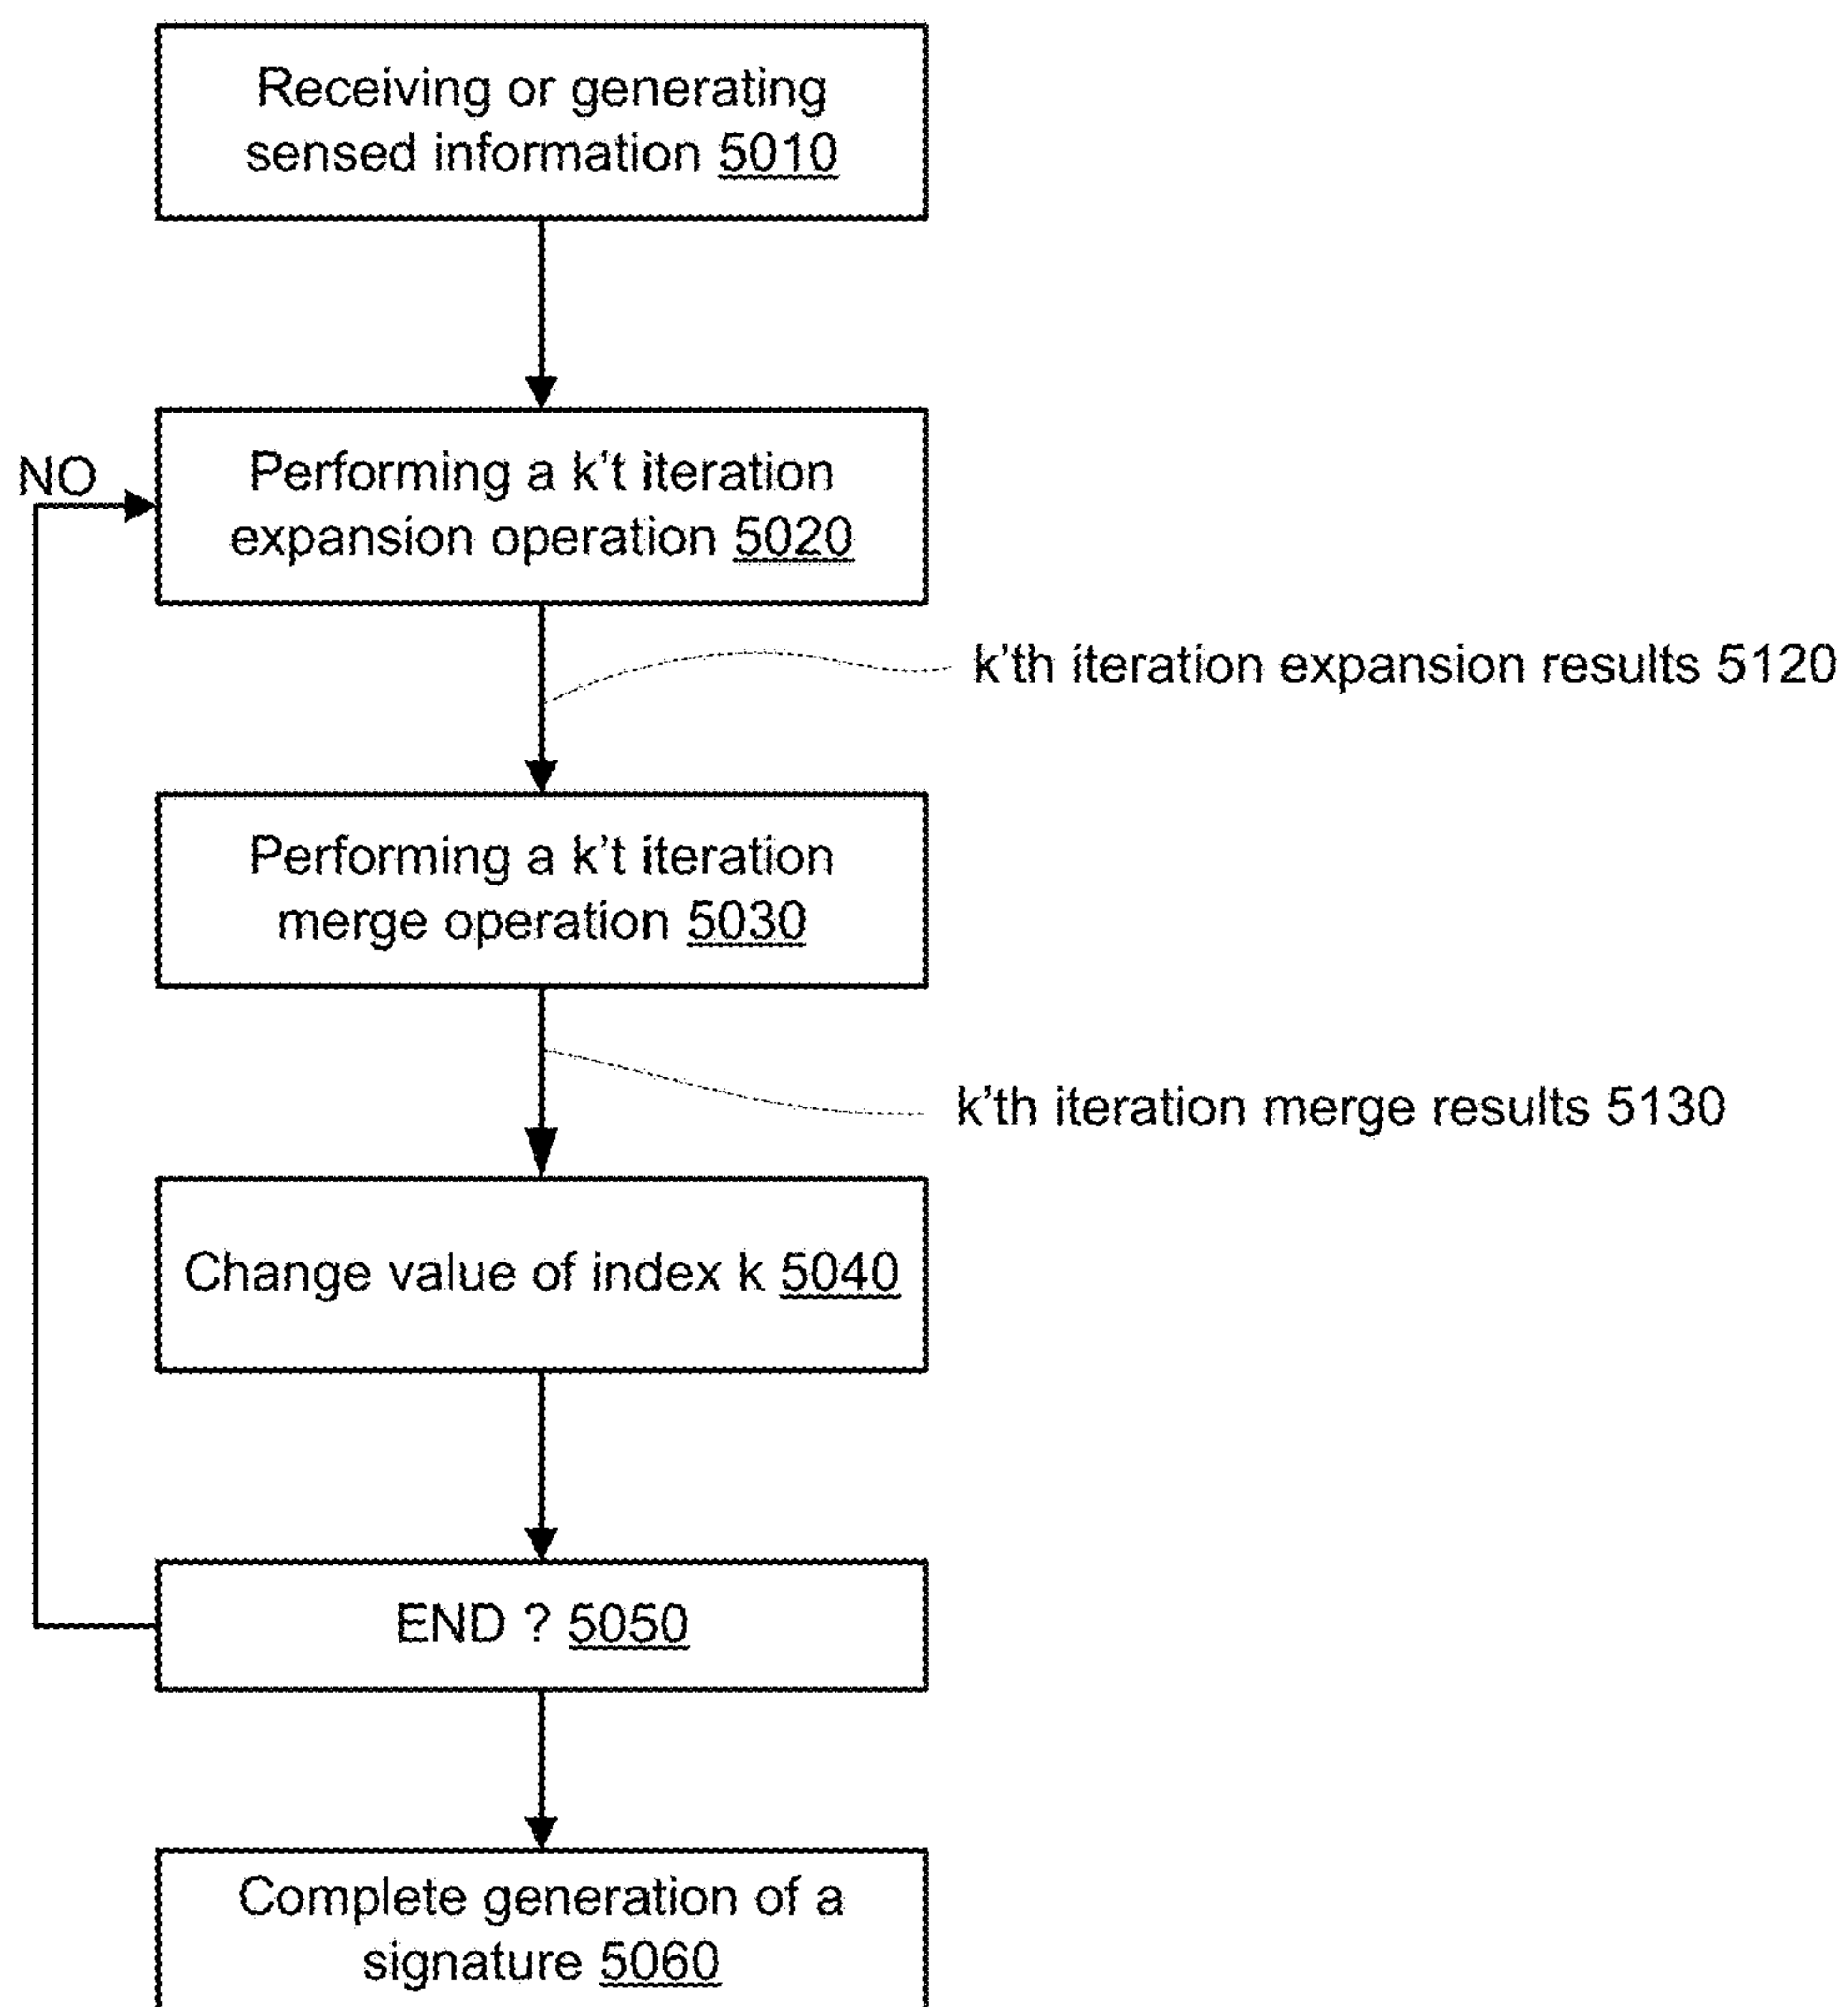 Receiving or generating
sensed information 5010
NO
Performing a k't iteration
expansion operation 5020
k'th iteration expansion results 5120
Performing a k't iteration
merge operation 5030
k'th iteration merge results 5130
Change value of index k 5040
END ? 5050
Complete generation of a
signature 5060